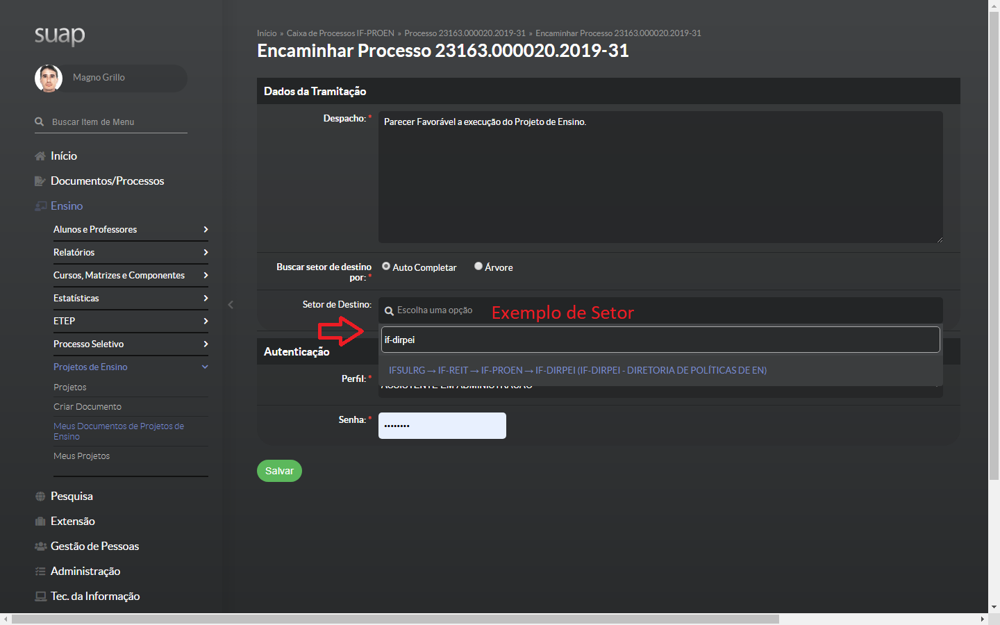 suap
Magno Grillo
Buscar Item de Menu
Início
Documentos/Processos
Ensino
Alunos e Professores
Relatórios
Cursos, Matrizes e Componentes
Estatísticas
ETEP
Processo Seletivo
Projetos de Ensino
Projetos
Criar Documento
Meus Documentos de Projetos de
Ensino
Meus Projetos
Pesquisa
Extensão
Gestão de Pessoas
Administração
Tec. da Informação
Início » Caixa de Processos IF-PROEN » Processo 23163.000020.2019-31 » Encaminhar Processo 23163.000020.2019-31
Encaminhar Processo 23163.000020.2019-31
Dados da Tramitação
Despacho: *
Parecer Favorável a execução do Projeto de Ensino.
Buscar setor de destino
por: *
Auto Completar
Árvore
Setor de Destino:
Escolha uma opção
Exemplo de Setor
if-dirpei
IFSULRG → IF-REIT → IF-PROEN → IF-DIRPEI (IF-DIRPEI - DIRETORIA DE POLÍTICAS DE EN)
Autenticação
Perfil: *
ASSISTENTE EM ADMINISTRACAO
Senha: *
••••••••
Salvar